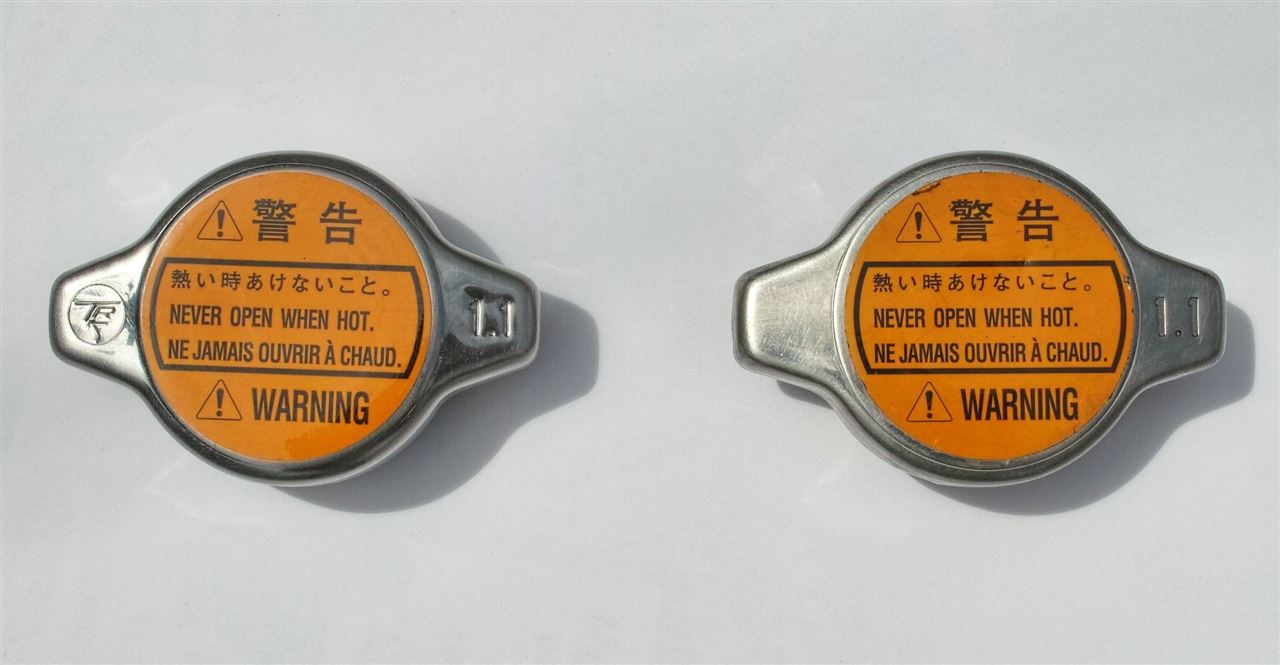 警告
熱い時あけないこと。
NEVER OPEN WHEN HOT.
NE JAMAIS OUVRIR À CHAUD.
WARNING
1.1
警告
熱い時あけないこと。
NEVER OPEN WHEN HOT.
NE JAMAIS OUVRIR À CHAUD.
WARNING
1.1